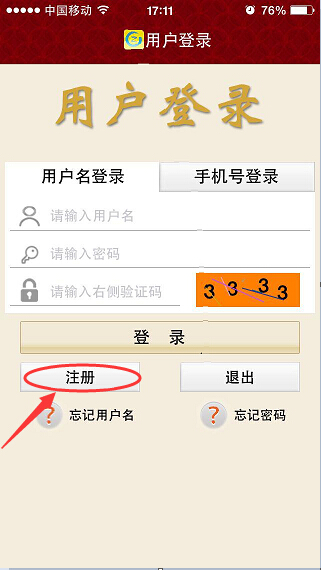 中国移动 17:11 76%
用户登录
用户登录
用户名登录 手机号登录
请输入用户名
请输入密码
请输入右侧验证码 3 3 3 3
登 录
注册 退出
? 忘记用户名 ? 忘记密码